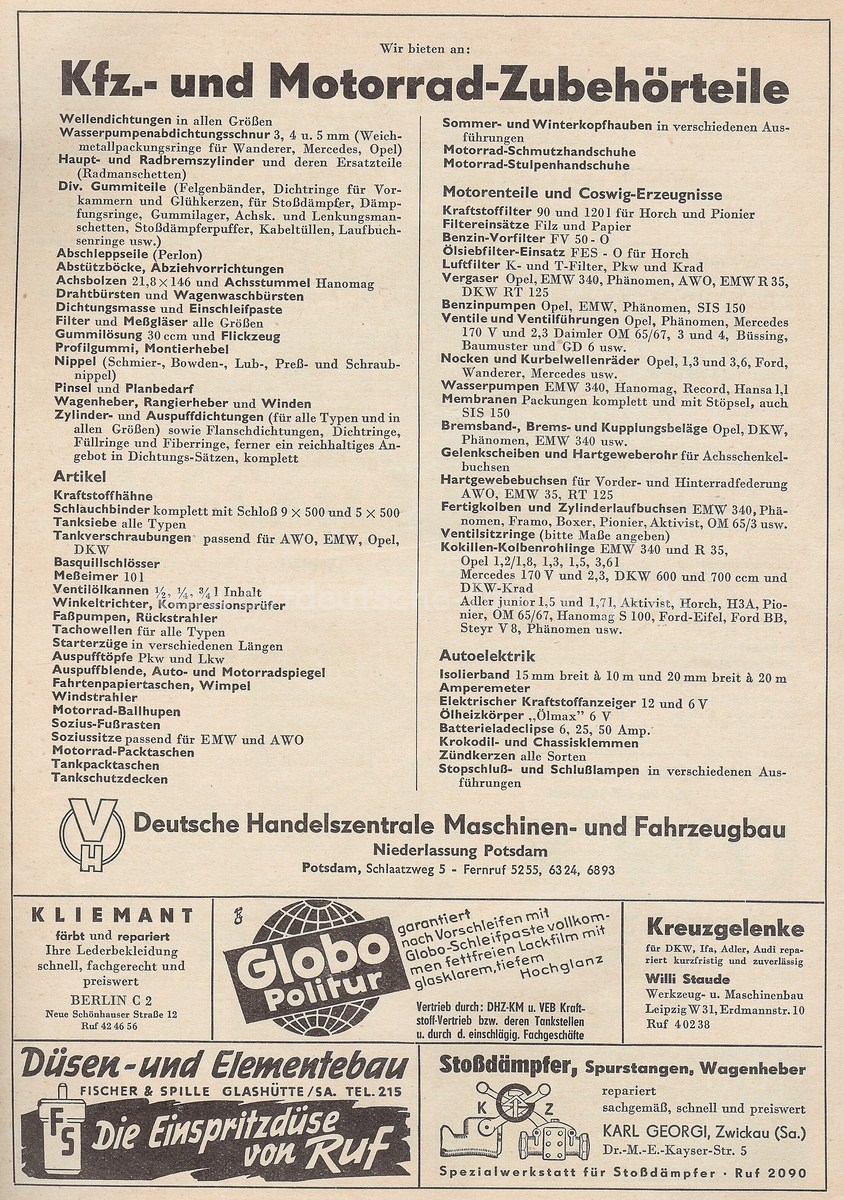 Wir bieten an:
Kfz.- und Motorrad-Zubehörteile
Wellendichtungen in allen Größen
Wasserpumpenabdichtungsschnur 3, 4 u. 5 mm (Weich-
metallpackungsringe für Wanderer, Mercedes, Opel)
Haupt- und Radbremszylinder und deren Ersatzteile
(Radmanschetten)
Div. Gummiteile (Felgenbänder, Dichtringe für Vor-
kammern und Glühkerzen, für Stoßdämpfer, Dämp-
fungsringe, Gummilager, Achsk. und Lenkungsman-
schetten, Stoßdämpferpuffer, Kabeltüllen, Laufbuch-
senringe usw.)
Abschleppseile (Perlon)
Abstützböcke, Abziehvorrichtungen
Achsbolzen 21,8 × 146 und Achsstummel Hanomag
Drahtbürsten und Wagenwaschbürsten
Dichtungsmasse und Einschleifpaste
Filter und Meßgläser alle Größen
Gummilösung 30 ccm und Flickzeug
Profilgummi, Montierhebel
Nippel (Schmier-, Bowden-, Lub-, Preß- und Schraub-
nippel)
Pinsel und Planbedarf
Wagenheber, Rangierheber und Winden
Zylinder- und Auspuffdichtungen (für alle Typen und in
allen Größen) sowie Flanschdichtungen, Dichtringe,
Füllringe und Fiberringe, ferner ein reichhaltiges An-
gebot in Dichtungs-Sätzen, komplett
Artikel
Kraftstoffhähne
Schlauchbinder komplett mit Schloß 9 × 500 und 5 × 500
Tanksiebe alle Typen
Tankverschraubungen passend für AWO, EMW, Opel,
DKW
Basquillschlösser
Meßeimer 10 l
Ventilölkannen ½, ¼, ¾ l Inhalt
Winkeltrichter, Kompressionsprüfer
Faßpumpen, Rückstrahler
Tachowellen für alle Typen
Starterzüge in verschiedenen Längen
Auspufftöpfe Pkw und Lkw
Auspuffblende, Auto- und Motorradspiegel
Fahrtenpapiertaschen, Wimpel
Windstrahler
Motorrad-Ballhupen
Sozius-Fußrasten
Soziussitze passend für EMW und AWO
Motorrad-Packtaschen
Tankpacktaschen
Tankschutzdecken
Sommer- und Winterkopfhauben in verschiedenen Aus-
führungen
Motorrad-Schmutzhandschuhe
Motorrad-Stulpenhandschuhe
Motorenteile und Coswig-Erzeugnisse
Kraftstoffilter 90 und 120 l für Horch und Pionier
Filtereinsätze Filz und Papier
Benzin-Vorfilter FV 50 - O
Ölsiebfilter-Einsatz FES - O für Horch
Luftfilter K- und T-Filter, Pkw und Krad
Vergaser Opel, EMW 340, Phänomen, AWO, EMW R 35,
DKW RT 125
Benzinpumpen Opel, EMW, Phänomen, SIS 150
Ventile und Ventilführungen Opel, Phänomen, Mercedes
170 V und 2,3 Daimler OM 65/67, 3 und 4, Büssing,
Baumuster und GD 6 usw.
Nocken und Kurbelwellenräder Opel, 1,3 und 3,6, Ford,
Wanderer, Mercedes usw.
Wasserpumpen EMW 340, Hanomag, Record, Hansa 1,1
Membranen Packungen komplett und mit Stöpsel, auch
SIS 150
Bremsband-, Brems- und Kupplungsbeläge Opel, DKW,
Phänomen, EMW 340 usw.
Gelenkscheiben und Hartgeweberohr für Achsschenkel-
buchsen
Hartgewebebuchsen für Vorder- und Hinterradfederung
AWO, EMW 35, RT 125
Fertigkolben und Zylinderlaufbuchsen EMW 340, Phä-
nomen, Framo, Boxer, Pionier, Aktivist, OM 65/3 usw.
Ventilsitzringe (bitte Maße angeben)
Kokillen-Kolbenrohlinge EMW 340 und R 35,
Opel 1,2/1,8, 1,3, 1,5, 3,61
Mercedes 170 V und 2,3, DKW 600 und 700 ccm und
DKW-Krad
Adler junior 1,5 und 1,71, Aktivist, Horch, H3A, Pio-
nier, OM 65/67, Hanomag S 100, Ford-Eifel, Ford BB,
Steyr V 8, Phänomen usw.
Autoelektrik
Isolierband 15 mm breit à 10 m und 20 mm breit à 20 m
Amperemeter
Elektrischer Kraftstoffanzeiger 12 und 6 V
Ölheizkörper „Ölmax” 6 V
Batterieladeclipse 6, 25, 50 Amp.
Krokodil- und Chassisklemmen
Zündkerzen alle Sorten
Stopschluß- und Schlußlampen in verschiedenen Aus-
führungen
VH
Deutsche Handelszentrale Maschinen- und Fahrzeugbau
Niederlassung Potsdam
Potsdam, Schlaatzweg 5 - Fernruf 5255, 6324, 6893
KLIEMANT
färbt und repariert
Ihre Lederbekleidung
schnell, fachgerecht und
preiswert
BERLIN C 2
Neue Schönhauser Straße 12
Ruf 42 46 56
Globo
Politur
garantiert
nach Vorschleifen mit
Globo-Schleifpaste vollkom-
men fettfreien Lackfilm mit
glasklarem, tiefem
Hochglanz
Vertrieb durch: DHZ-KM u. VEB Kraft-
stoff-Vertrieb bzw. deren Tankstellen
u. durch d. einschlägig. Fachgeschäfte
Kreuzgelenke
für DKW, Ifa, Adler, Audi repa-
riert kurzfristig und zuverlässig
Willi Staude
Werkzeug- u. Maschinenbau
Leipzig W 31, Erdmannstr. 10
Ruf 40238
Düsen- und Elementebau
FISCHER & SPILLE GLASHÜTTE/SA. TEL. 215
FS
Die Einspritzdüse
von Ruf
Stoßdämpfer, Spurstangen, Wagenheber
K G Z
repariert
sachgemäß, schnell und preiswert
KARL GEORGI, Zwickau (Sa.)
Dr.-M.-E.-Kayser-Str. 5
Spezialwerkstatt für Stoßdämpfer · Ruf 2090